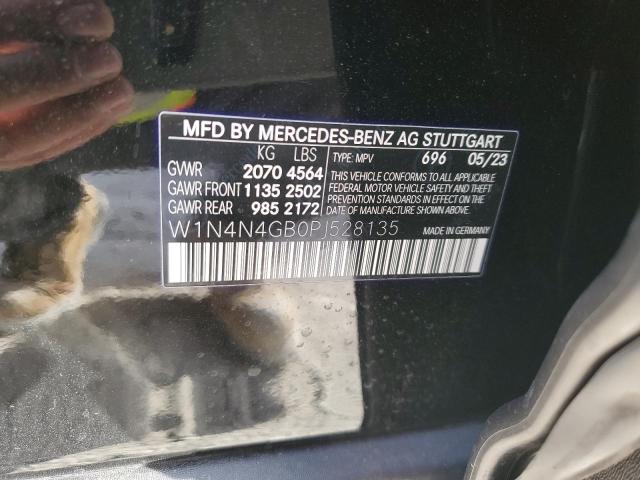 MFD BY MERCEDES-BENZ AG STUTTGART
KG LBS TYPE: MPV 696 05/23
GVWR 2070 4564
GAWR FRONT 1135 2502
GAWR REAR 985 2172
THIS VEHICLE CONFORMS TO ALL APPLICABLE
FEDERAL MOTOR VEHICLE SAFETY AND THEFT
PREVENTION STANDARDS IN EFFECT ON THE
DATE OF MANUFACTURE SHOWN ABOVE.
W1N4N4GB0PJ528135
MADE IN GERMANY